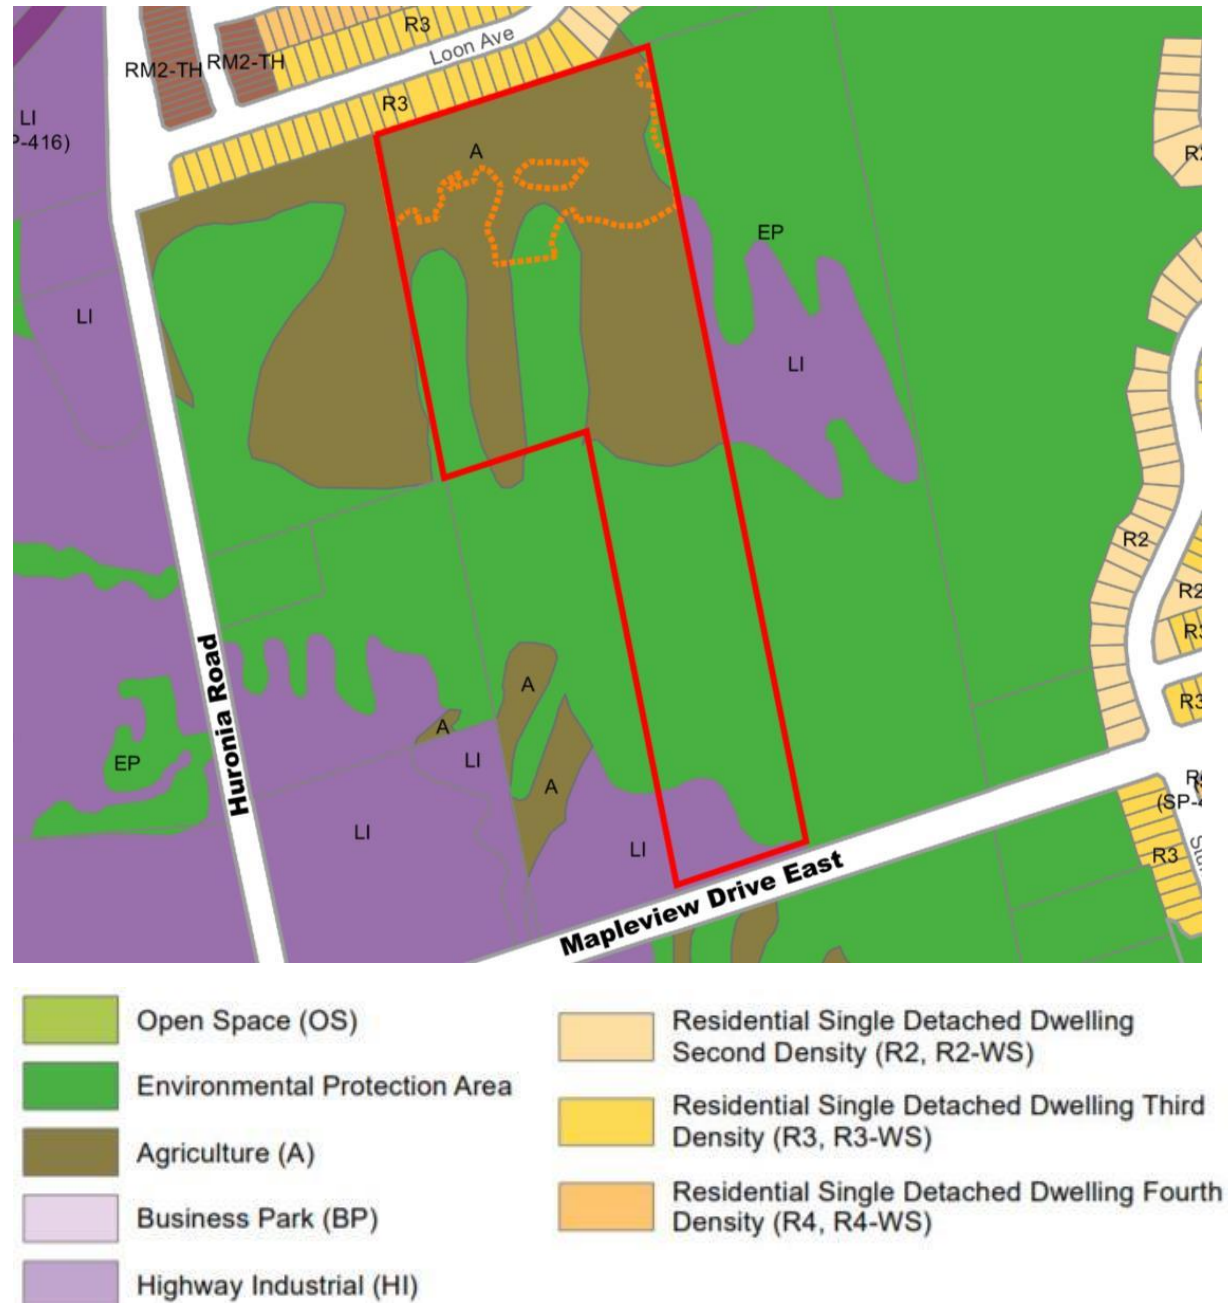 R3
Loon Ave
RM2-TH
RM2-TH
R3
LI
P-416)
A
EP
LI
LI
R2
R2
R3
R3
Huronia Road
A
A
LI
EP
A
LI
LI
(SP-4
R3
Mapleview Drive East
Open Space (OS)
Environmental Protection Area
Agriculture (A)
Business Park (BP)
Highway Industrial (HI)
Residential Single Detached Dwelling
Second Density (R2, R2-WS)
Residential Single Detached Dwelling Third
Density (R3, R3-WS)
Residential Single Detached Dwelling Fourth
Density (R4, R4-WS)